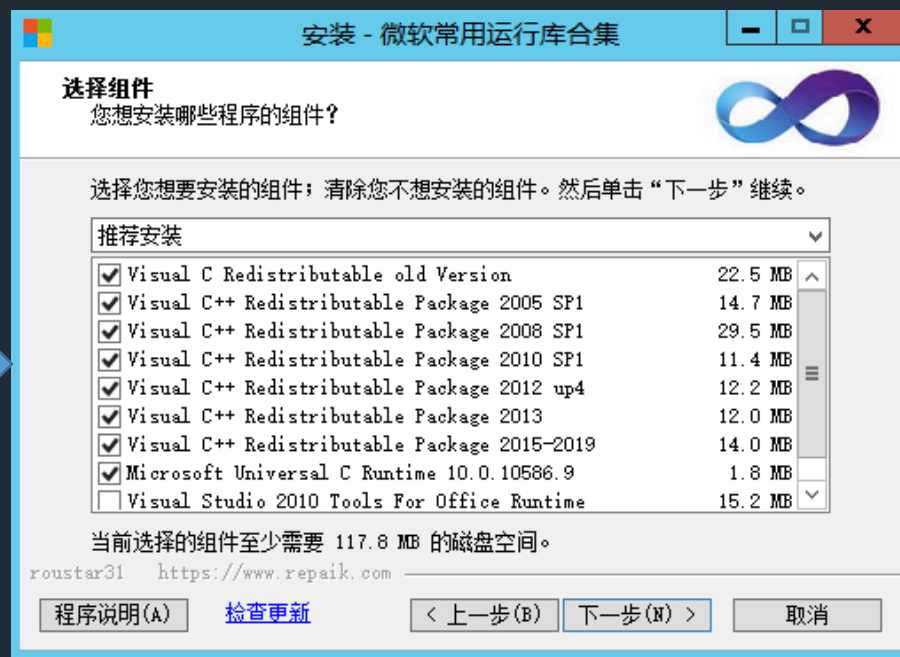 安装 - 微软常用运行库合集
选择组件
您想安装哪些程序的组件？
选择您想要安装的组件；清除您不想安装的组件。然后单击“下一步”继续。
推荐安装
Visual C Redistributable old Version 22.5 MB
Visual C++ Redistributable Package 2005 SP1 14.7 MB
Visual C++ Redistributable Package 2008 SP1 29.5 MB
Visual C++ Redistributable Package 2010 SP1 11.4 MB
Visual C++ Redistributable Package 2012 up4 12.2 MB
Visual C++ Redistributable Package 2013 12.0 MB
Visual C++ Redistributable Package 2015-2019 14.0 MB
Microsoft Universal C Runtime 10.0.10586.9 1.8 MB
Visual Studio 2010 Tools For Office Runtime 15.2 MB
当前选择的组件至少需要 117.8 MB 的磁盘空间。
roustar31 https://www.repaik.com
程序说明(A) 检查更新 < 上一步(B) 下一步(N) > 取消